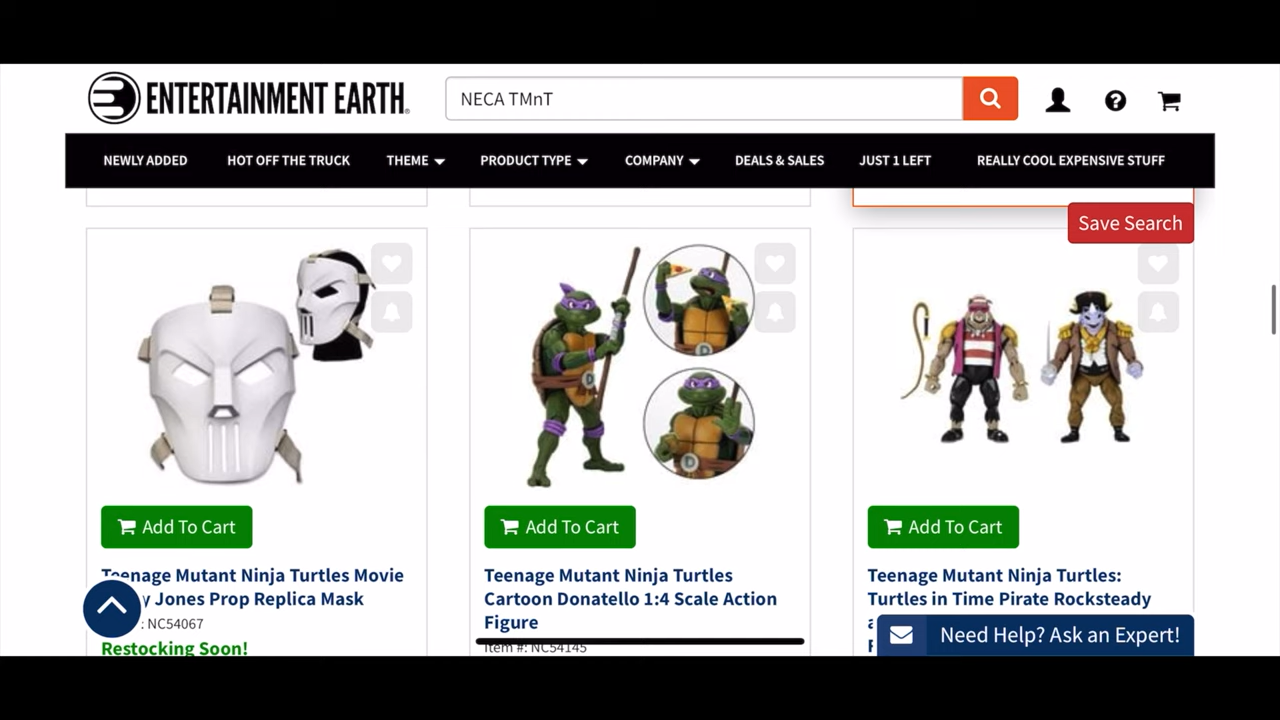 ENTERTAINMENT EARTH®
NECA TMnT
NEWLY ADDED
HOT OFF THE TRUCK
THEME
PRODUCT TYPE
COMPANY
DEALS & SALES
JUST 1 LEFT
REALLY COOL EXPENSIVE STUFF
Save Search
Add To Cart
Teenage Mutant Ninja Turtles Movie
y Jones Prop Replica Mask
: NC54067
Restocking Soon!
Add To Cart
Teenage Mutant Ninja Turtles
Cartoon Donatello 1:4 Scale Action
Figure
Item #: NC54145
Add To Cart
Teenage Mutant Ninja Turtles:
Turtles in Time Pirate Rocksteady
Need Help? Ask an Expert!